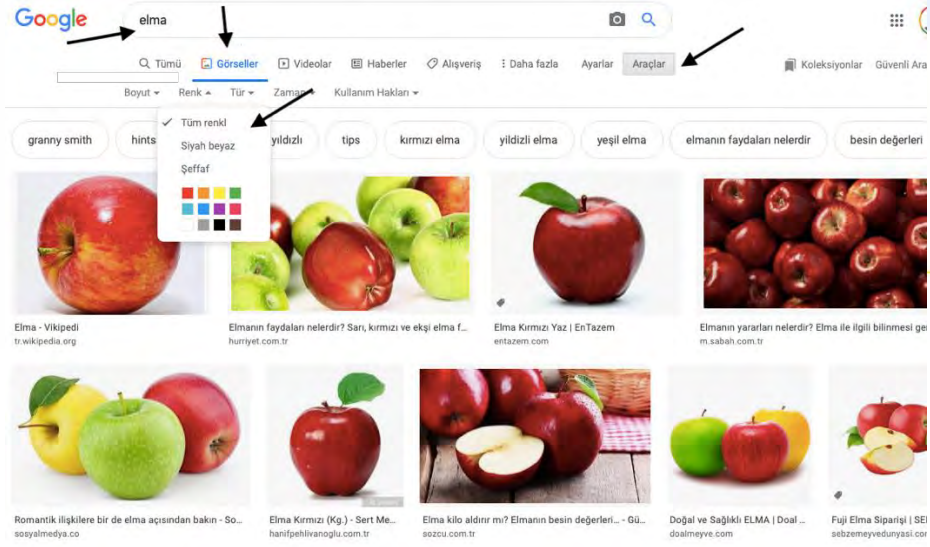 Google
elma
Tümü Görseller Videolar Haberler Alışveriş Daha fazla Ayarlar Araçlar Koleksiyonlar Güvenli Ara
Boyut Renk Tür Zaman Kullanım Hakları
Tüm renkl
Siyah beyaz
Şeffaf
granny smith hints yıldızlı tips kırmızı elma yildizli elma yeşil elma elmanın faydaları nelerdir besin değerleri
Elma - Vikipedi
tr.wikipedia.org
Elmanın faydaları nelerdir? Sarı, kırmızı ve ekşi elma f...
hurriyet.com.tr
Elma Kırmızı Yaz | EnTazem
entazem.com
Elmanın yararları nelerdir? Elma ile ilgili bilinmesi ge
m.sabah.com.tr
Romantik ilişkilere bir de elma açısından bakın - So...
sosyalmedya.co
Elma Kırmızı (Kg.) - Sert Me...
hanifpehlivanoglu.com.tr
Elma kilo aldırır mı? Elmanın besin değerleri... - Gü...
sozcu.com.tr
Doğal ve Sağlıklı ELMA | Doal ...
doalmeyve.com
Fuji Elma Siparişi | SE
sebzemeyvedunyasi.co